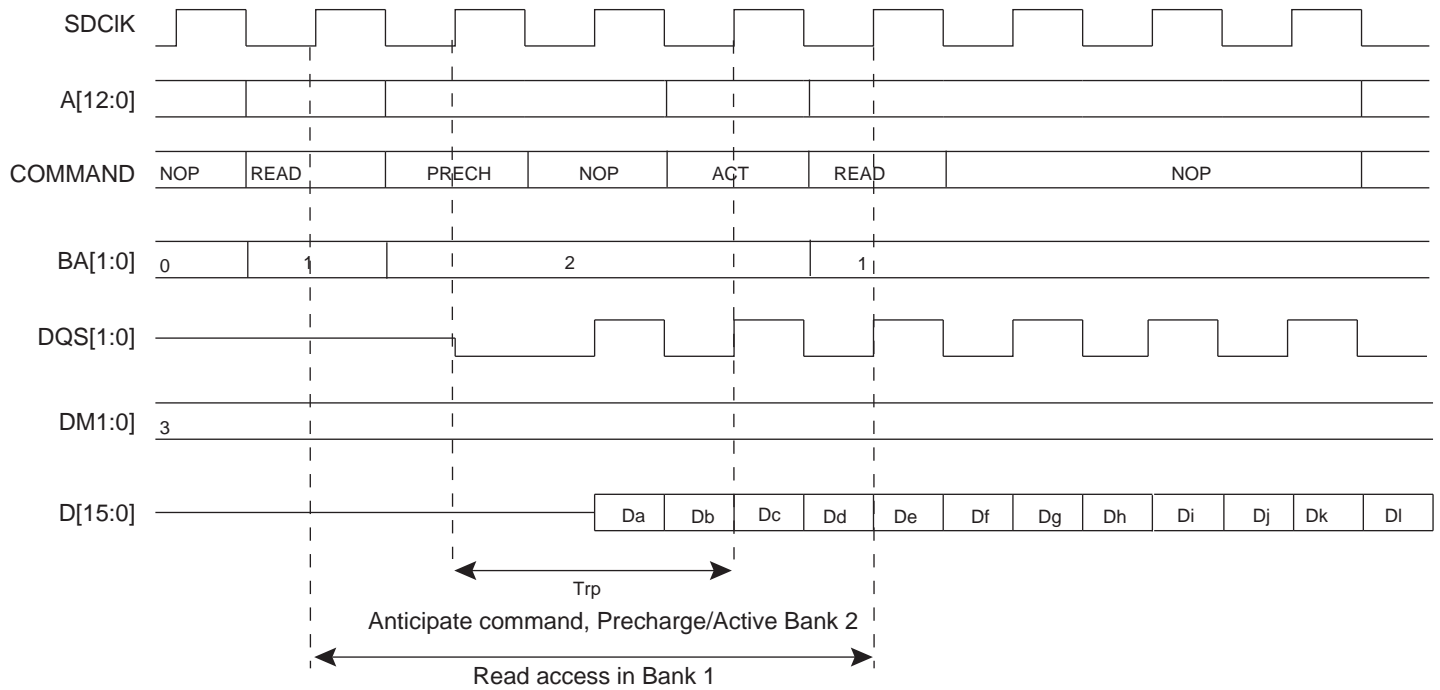 SDClK
A[12:0]
COMMAND NOP READ PRECH NOP ACT READ NOP
BA[1:0] 0 1 2 1
DQS[1:0]
DM1:0] 3
D[15:0] Da Db Dc Dd De Df Dg Dh Di Dj Dk Dl
Trp
Anticipate command, Precharge/Active Bank 2
Read access in Bank 1